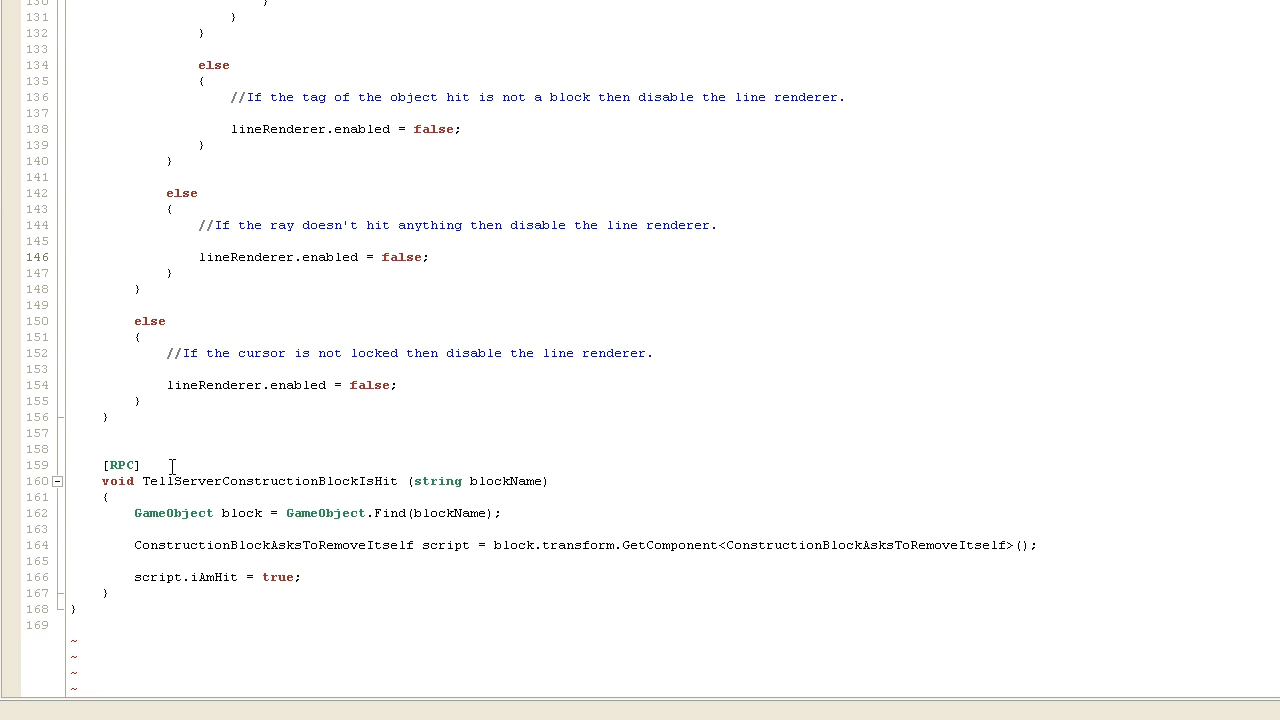 130 }
131 }
132 }
133
134 else
135 {
136 //If the tag of the object hit is not a block then disable the line renderer.
137
138 lineRenderer.enabled = false;
139 }
140 }
141
142 else
143 {
144 //If the ray doesn't hit anything then disable the line renderer.
145
146 lineRenderer.enabled = false;
147 }
148 }
149
150 else
151 {
152 //If the cursor is not locked then disable the line renderer.
153
154 lineRenderer.enabled = false;
155 }
156 }
157
158
159 [RPC]
160 void TellServerConstructionBlockIsHit (string blockName)
161 {
162 GameObject block = GameObject.Find(blockName);
163
164 ConstructionBlockAsksToRemoveItself script = block.transform.GetComponent<ConstructionBlockAsksToRemoveItself>();
165
166 script.iAmHit = true;
167 }
168 }
169
~
~
~
~